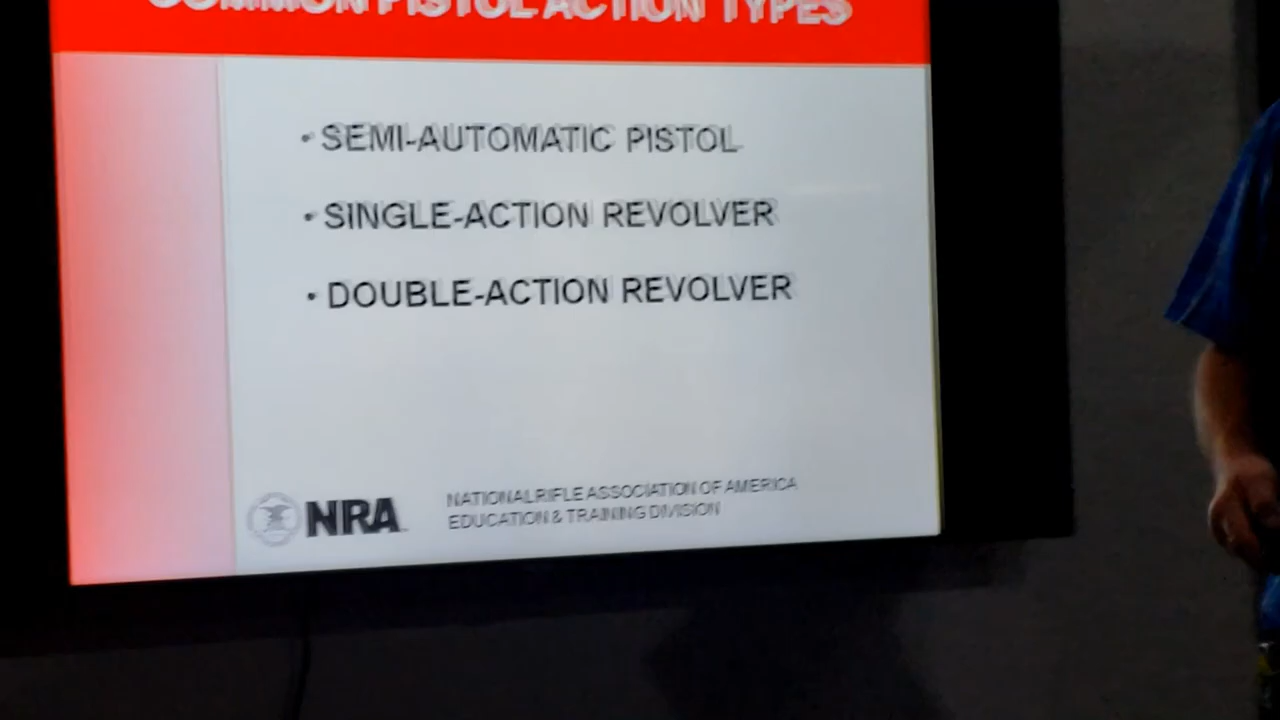 COMMON PISTOL ACTION TYPES
• SEMI-AUTOMATIC PISTOL
• SINGLE-ACTION REVOLVER
• DOUBLE-ACTION REVOLVER
NRA
NATIONAL RIFLE ASSOCIATION OF AMERICA
EDUCATION & TRAINING DIVISION